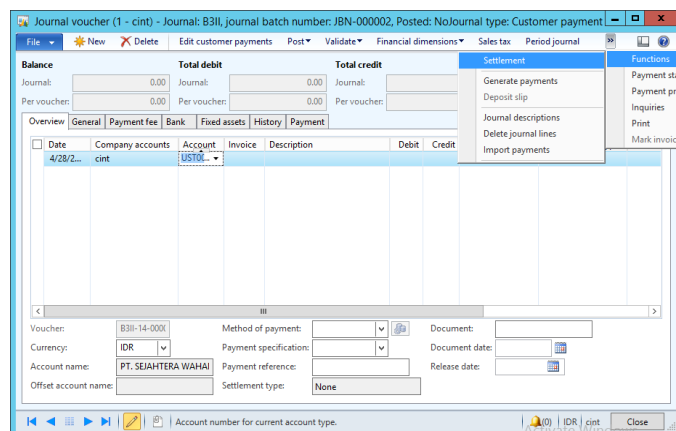 Journal voucher (1 - cint) - Journal: B3II, journal batch number: JBN-000002, Posted: NoJournal type: Customer payment
File New Delete Edit customer payments Post Validate Financial dimensions Sales tax Period journal »
Settlement Functions
Generate payments
Deposit slip
Journal descriptions
Delete journal lines
Import payments
Payment sta
Payment pr
Inquiries
Print
Mark invoic
Balance Total debit Total credit
Journal: 0.00 Journal: 0.00 Journal:
Per voucher: 0.00 Per voucher: 0.00 Per voucher:
Overview General Payment fee Bank Fixed assets History Payment
Date Company accounts Account Invoice Description Debit Credit
4/28/2... cint UST0(...
Voucher: B3II-14-000( Method of payment: Document:
Currency: IDR Payment specification: Document date:
Account name: PT. SEJAHTERA WAHAI Payment reference: Release date:
Offset account name: Settlement type: None
Account number for current account type. (0) IDR cint Close
Activate Windows